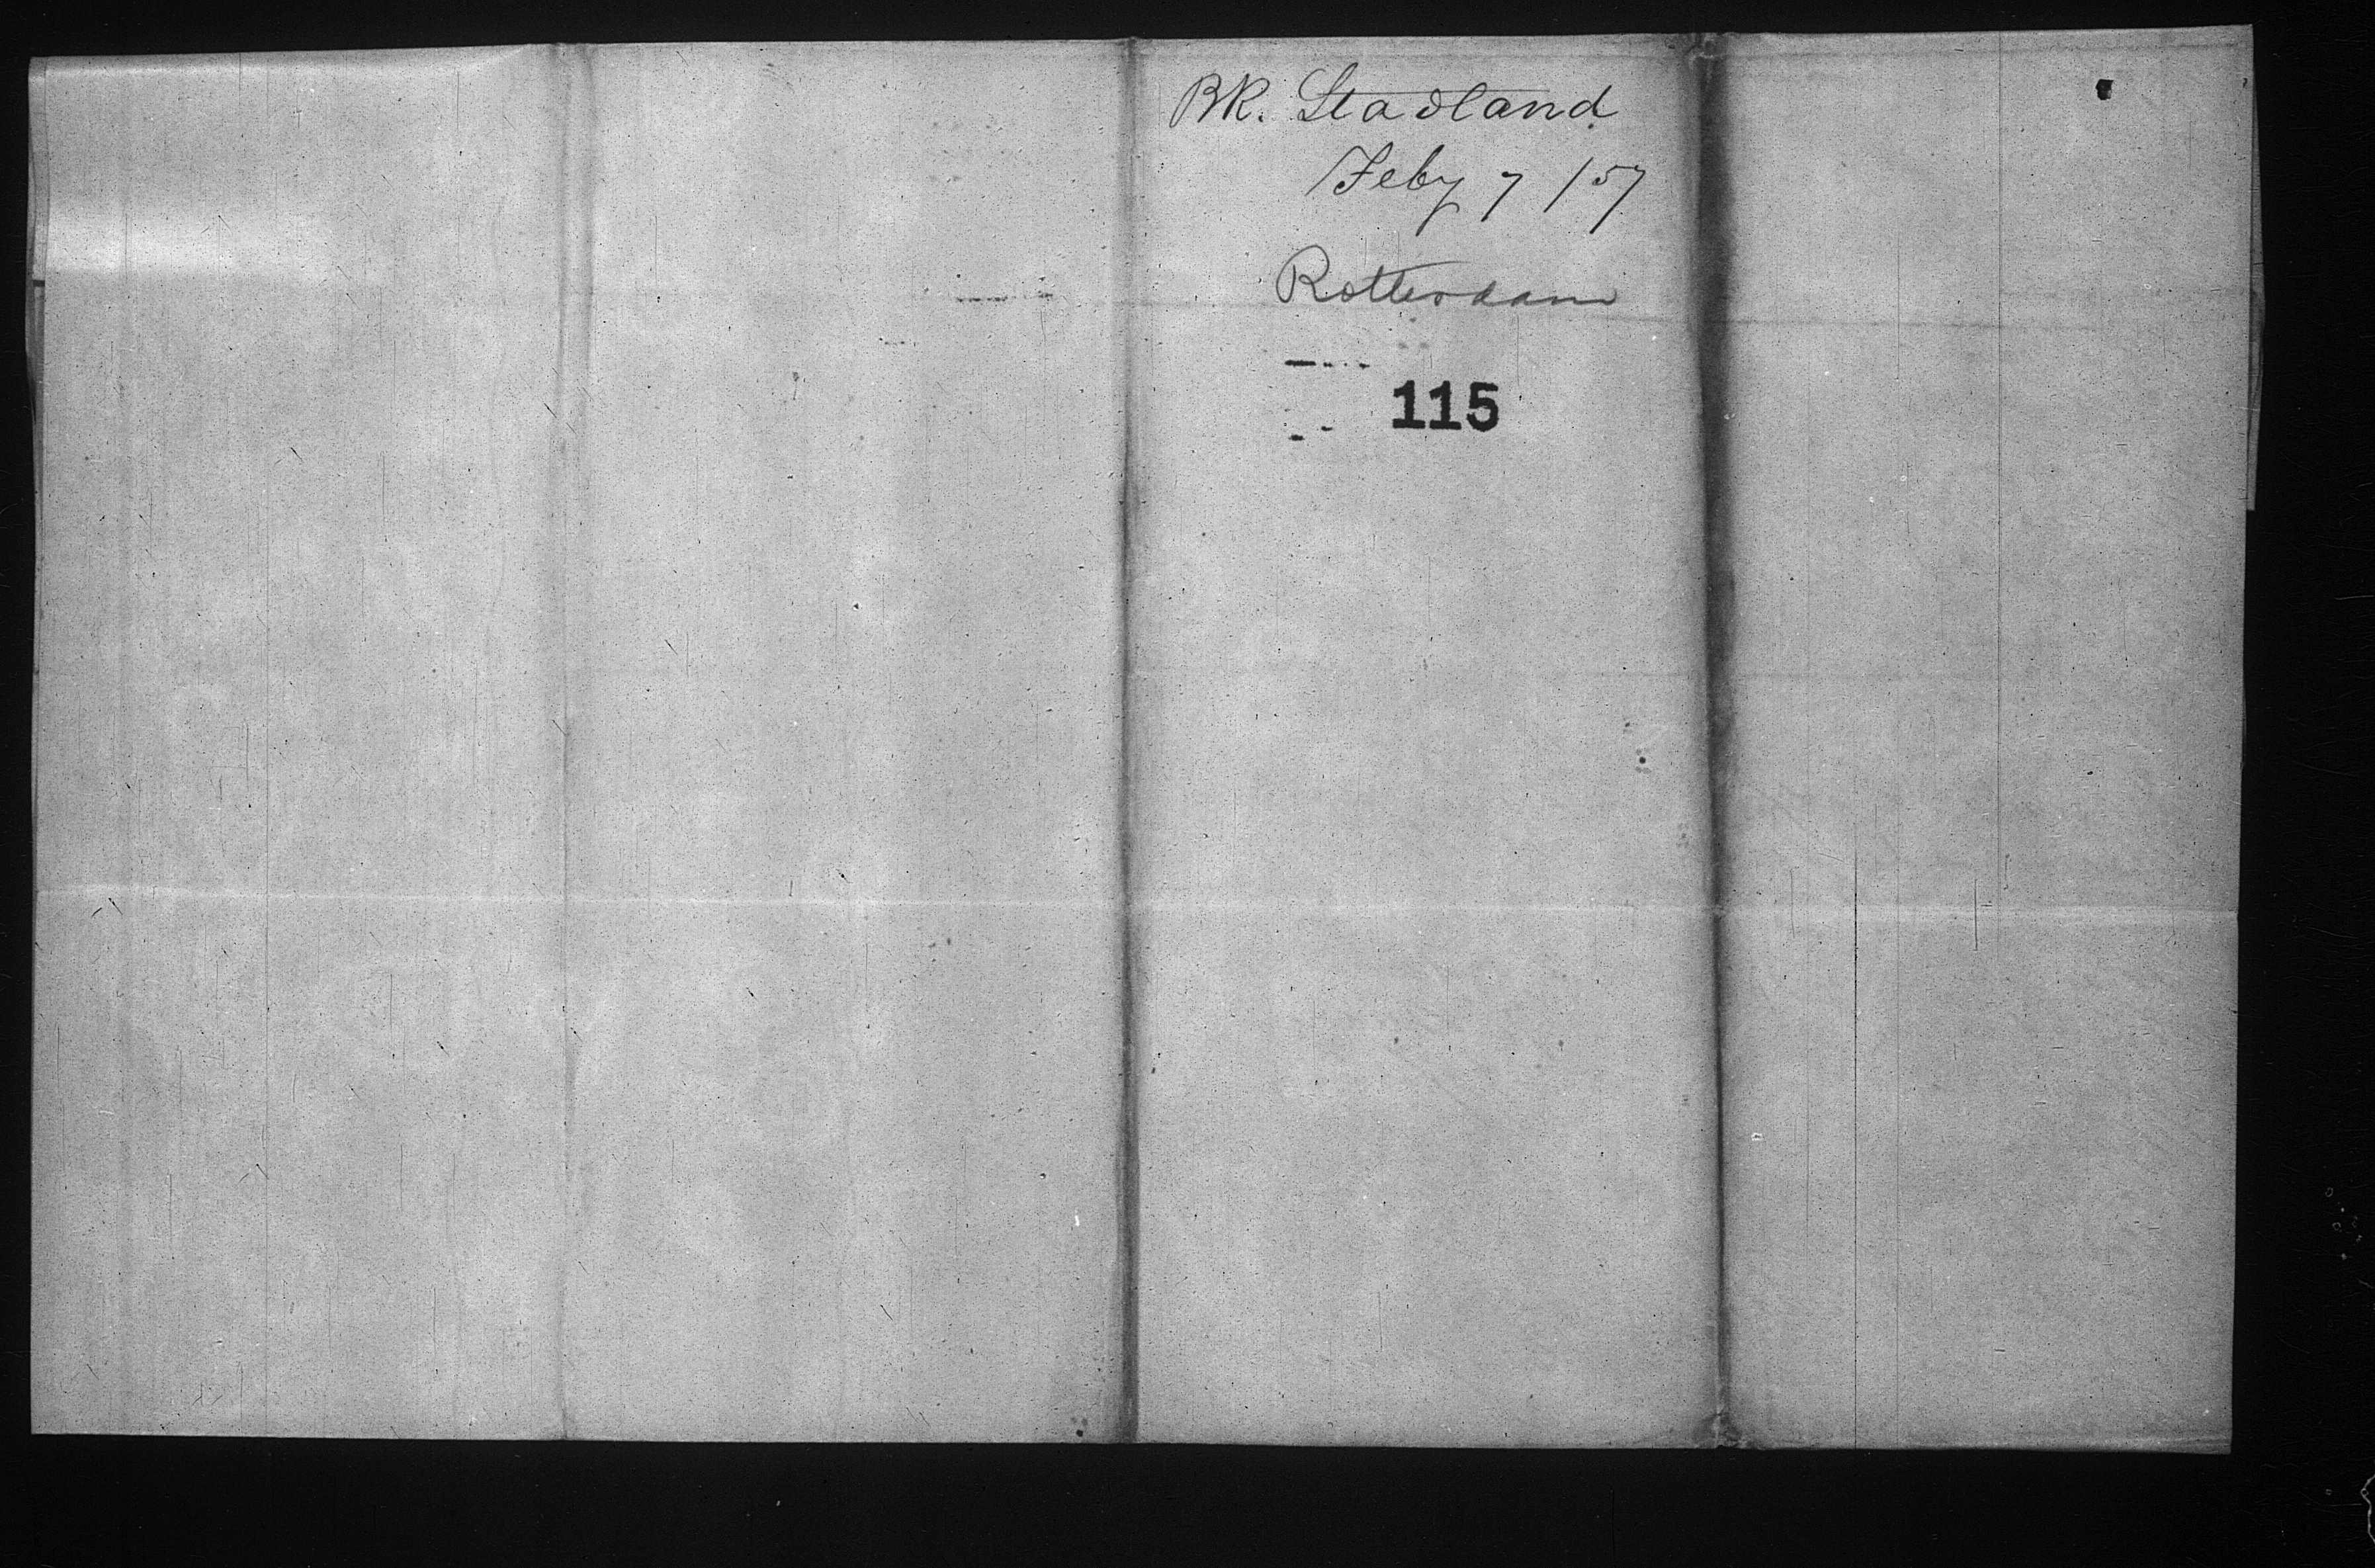 BK. Stadland
Feby 7 / 57
Rotterdam
115